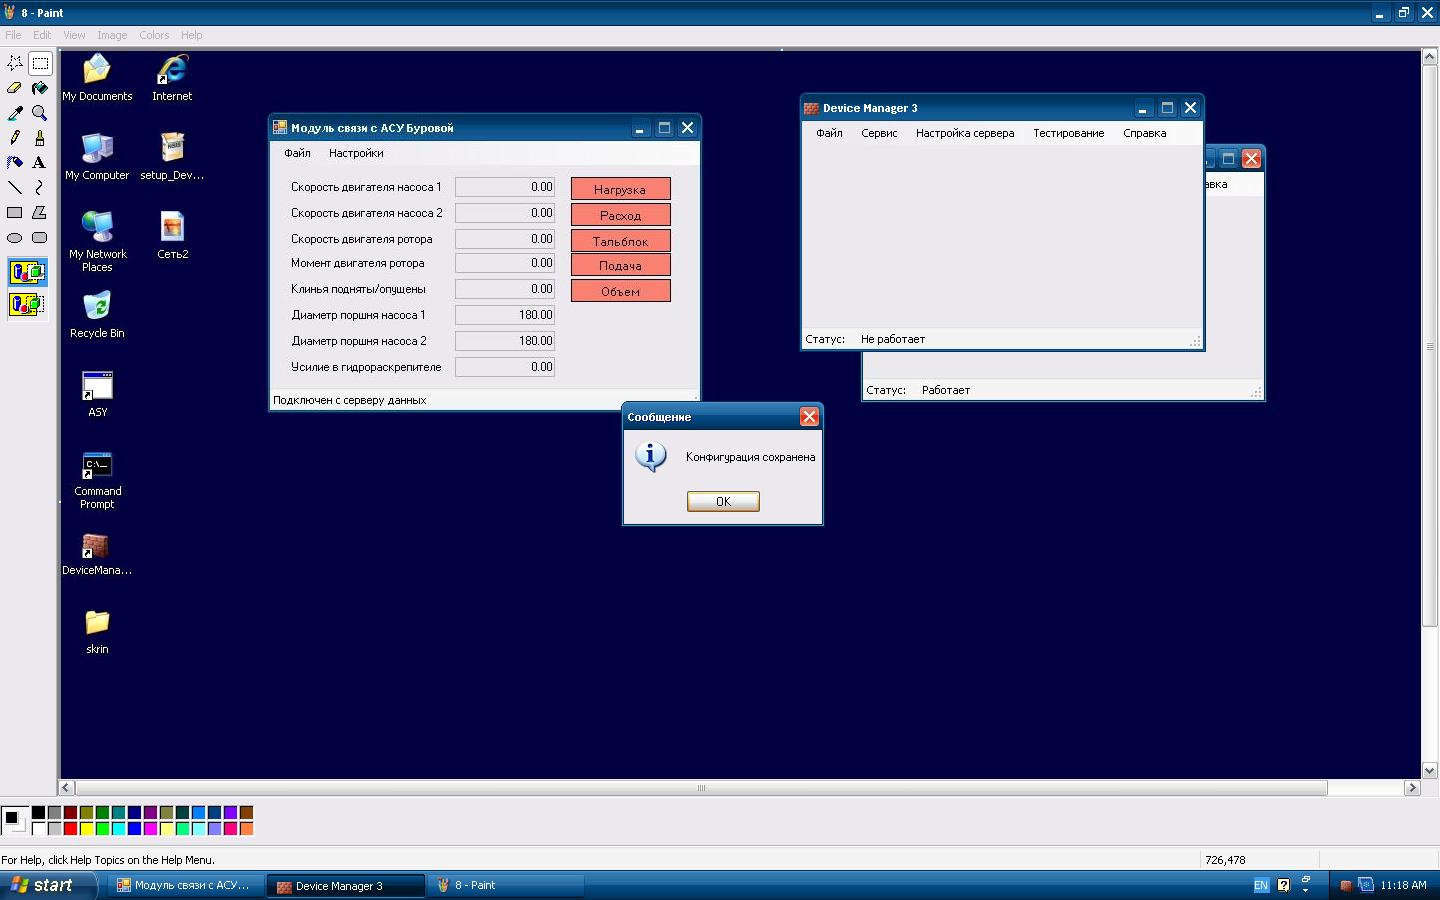 8 - Paint
File Edit View Image Colors Help
My Documents
Internet
My Computer
setup_Dev...
My Network
Places
Сеть2
Recycle Bin
ASY
Command
Prompt
DeviceMana...
skrin
Модуль связи с АСУ Буровой
Файл Настройки
Скорость двигателя насоса 1 0.00 Нагрузка
Скорость двигателя насоса 2 0.00 Расход
Скорость двигателя ротора 0.00 Тальблок
Момент двигателя ротора 0.00 Подача
Клинья подняты/опущены 0.00 Объем
Диаметр поршня насоса 1 180.00
Диаметр поршня насоса 2 180.00
Усилие в гидрораскрепителе 0.00
Подключен с серверу данных
Device Manager 3
Файл Сервис Настройка сервера Тестирование Справка
Статус: Не работает
авка
Статус: Работает
Сообщение
Конфигурация сохранена
OK
For Help, click Help Topics on the Help Menu.
726,478
start
Модуль связи с АСУ...
Device Manager 3
8 - Paint
EN
11:18 AM